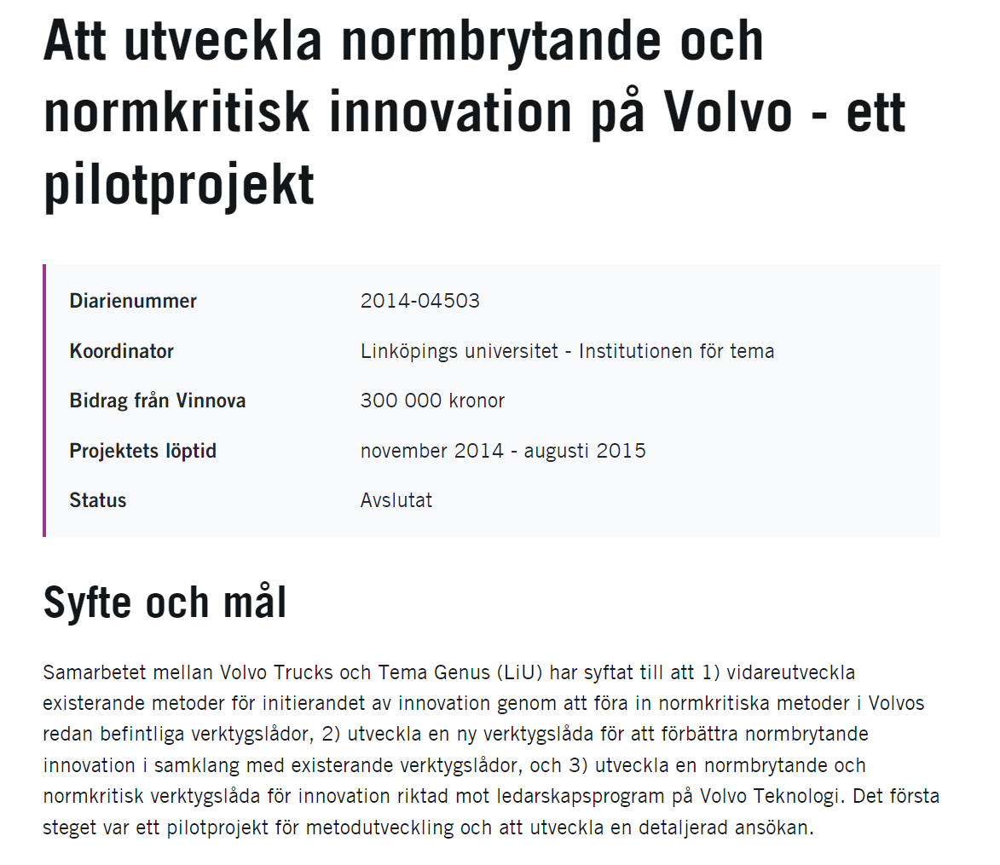 Att utveckla normbrytande och
normkritisk innovation på Volvo - ett
pilotprojekt
Diarienummer 2014-04503
Koordinator Linköpings universitet - Institutionen för tema
Bidrag från Vinnova 300 000 kronor
Projektets löptid november 2014 - augusti 2015
Status Avslutat
Syfte och mål
Samarbetet mellan Volvo Trucks och Tema Genus (LiU) har syftat till att 1) vidareutveckla
existerande metoder för initierandet av innovation genom att föra in normkritiska metoder i Volvos
redan befintliga verktygslådor, 2) utveckla en ny verktygslåda för att förbättra normbrytande
innovation i samklang med existerande verktygslådor, och 3) utveckla en normbrytande och
normkritisk verktygslåda för innovation riktad mot ledarskapsprogram på Volvo Teknologi. Det första
steget var ett pilotprojekt för metodutveckling och att utveckla en detaljerad ansökan.